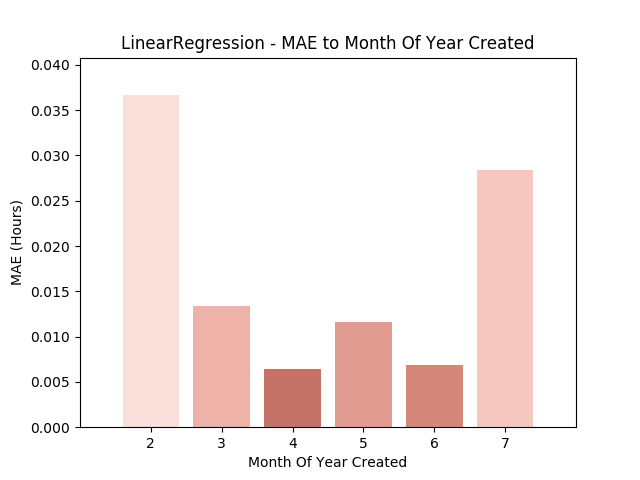 LinearRegression - MAE to Month Of Year Created
0.040
0.035
0.030
0.025
0.020
0.015
0.010
0.005
0.000
MAE (Hours)
2 3 4 5 6 7
Month Of Year Created